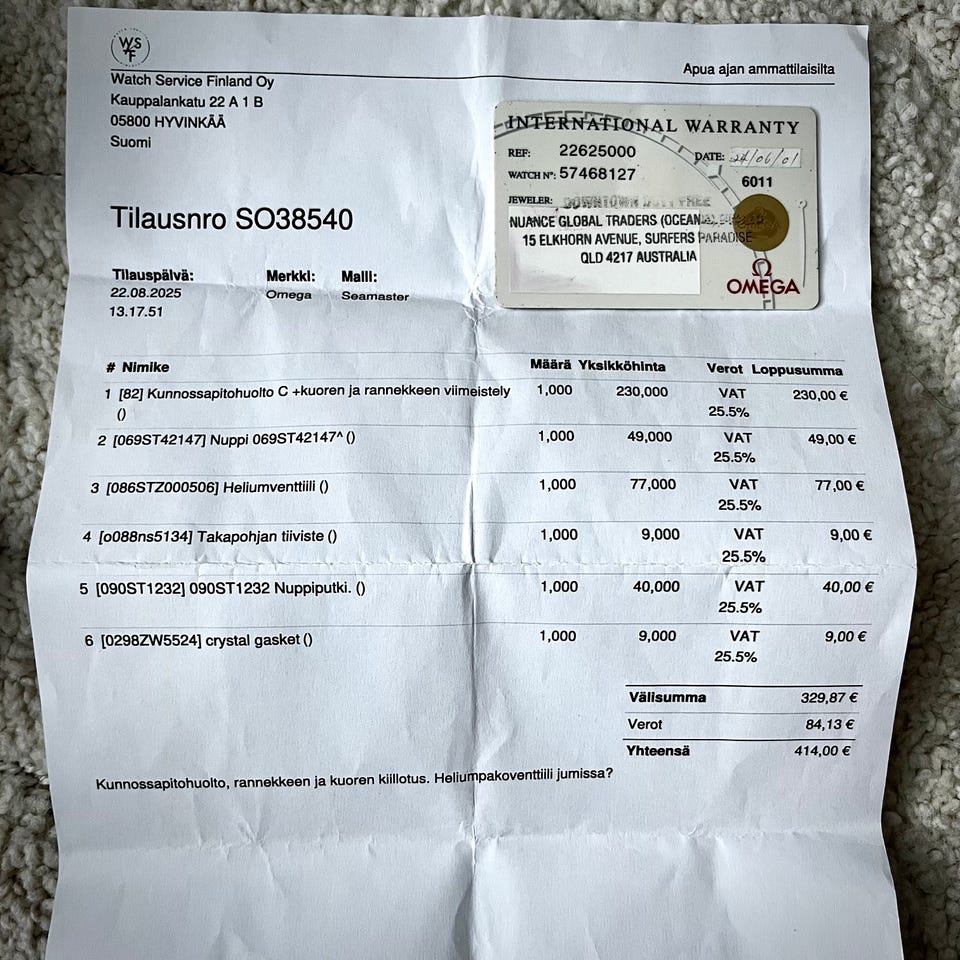 WS
F
Watch Service Finland Oy
Kauppalankatu 22 A 1 B
05800 HYVINKÄÄ
Suomi
Apua ajan ammattilaisilta
INTERNATIONAL WARRANTY
REF: 22625000
DATE: 24/06/01
WATCH Nº: 57468127
6011
JEWELER: DOWNTOWN DUTY FREE
NUANCE GLOBAL TRADERS (OCEANIA)
15 ELKHORN AVENUE, SURFERS PARADISE
QLD 4217 AUSTRALIA
Ω
OMEGA
Tilausnro SO38540
Tilauspäivä: Merkki: Malli:
22.08.2025 Omega Seamaster
13.17.51
# Nimike Määrä Yksikköhinta Verot Loppusumma
1 [82] Kunnossapitohuolto C +kuoren ja rannekkeen viimeistely 1,000 230,000 VAT 230,00 €
() 25.5%
2 [069ST42147] Nuppi 069ST42147^ () 1,000 49,000 VAT 49,00 €
25.5%
3 [086STZ000506] Heliumventtiili () 1,000 77,000 VAT 77,00 €
25.5%
4 [o088ns5134] Takapohjan tiiviste () 1,000 9,000 VAT 9,00 €
25.5%
5 [090ST1232] 090ST1232 Nuppiputki. () 1,000 40,000 VAT 40,00 €
25.5%
6 [0298ZW5524] crystal gasket () 1,000 9,000 VAT 9,00 €
25.5%
Välisumma 329,87 €
Verot 84,13 €
Yhteensä 414,00 €
Kunnossapitohuolto, rannekkeen ja kuoren kiillotus. Heliumpakoventtiili jumissa?